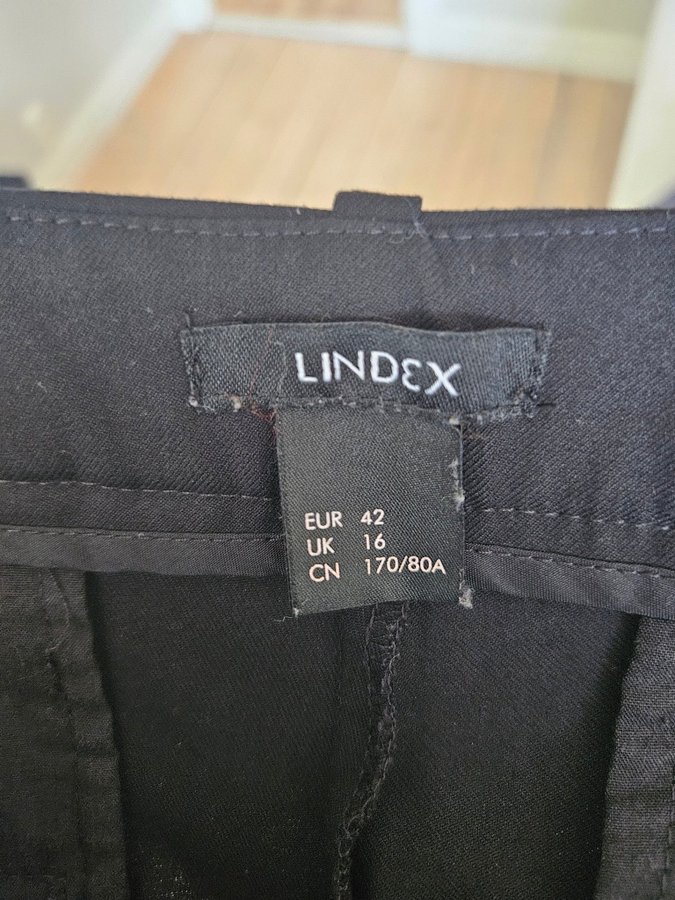 LINDEX
EUR 42
UK 16
CN 170/80A